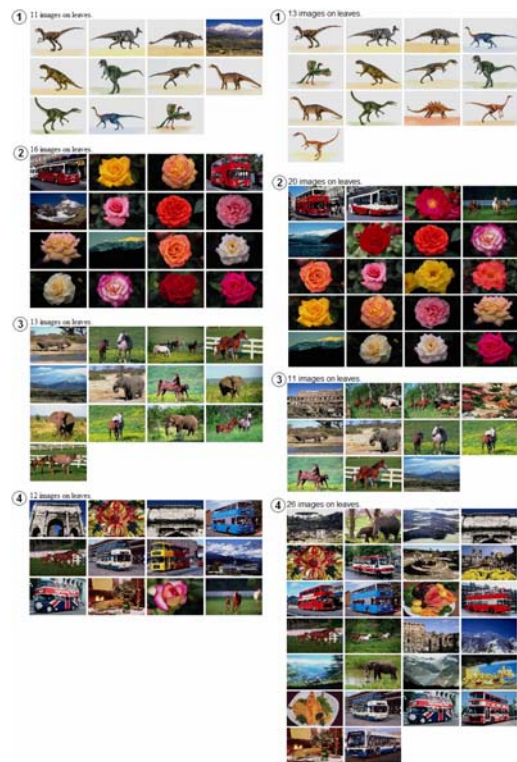 1
11 images on leaves.
2
16 images on leaves.
3
13 images on leaves.
4
12 images on leaves.
1
13 images on leaves.
2
20 images on leaves.
3
11 images on leaves.
4
26 images on leaves.